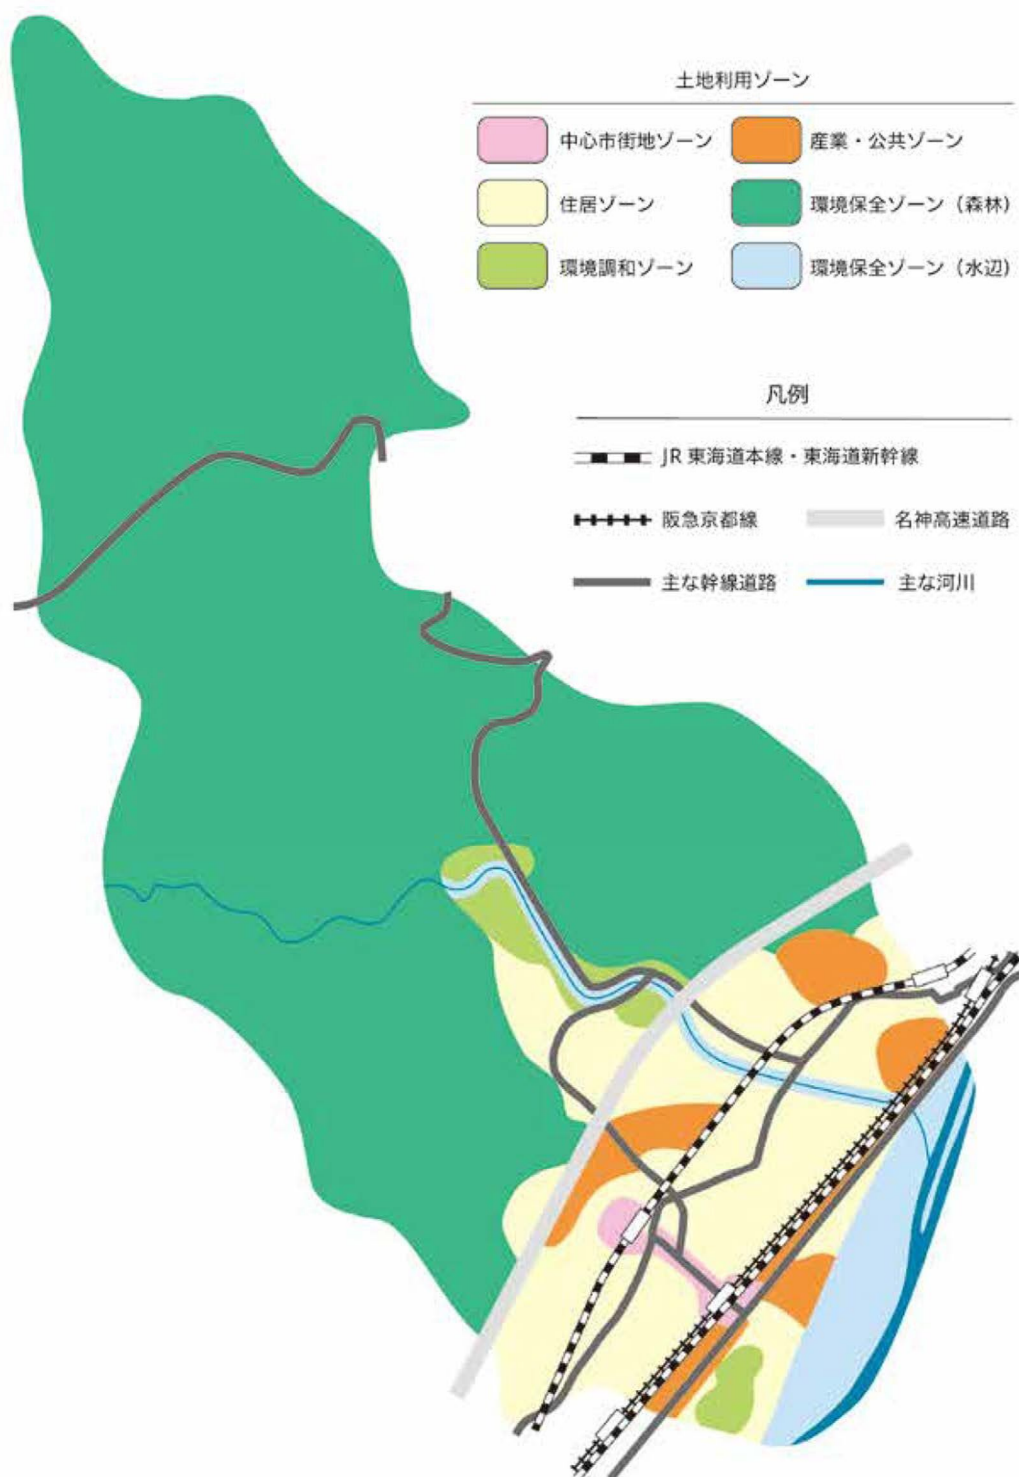 土地利用ゾーン
中心市街地ゾーン
産業・公共ゾーン
住居ゾーン
環境保全ゾーン（森林）
環境調和ゾーン
環境保全ゾーン（水辺）
凡例
JR 東海道本線・東海道新幹線
阪急京都線
名神高速道路
主な幹線道路
主な河川